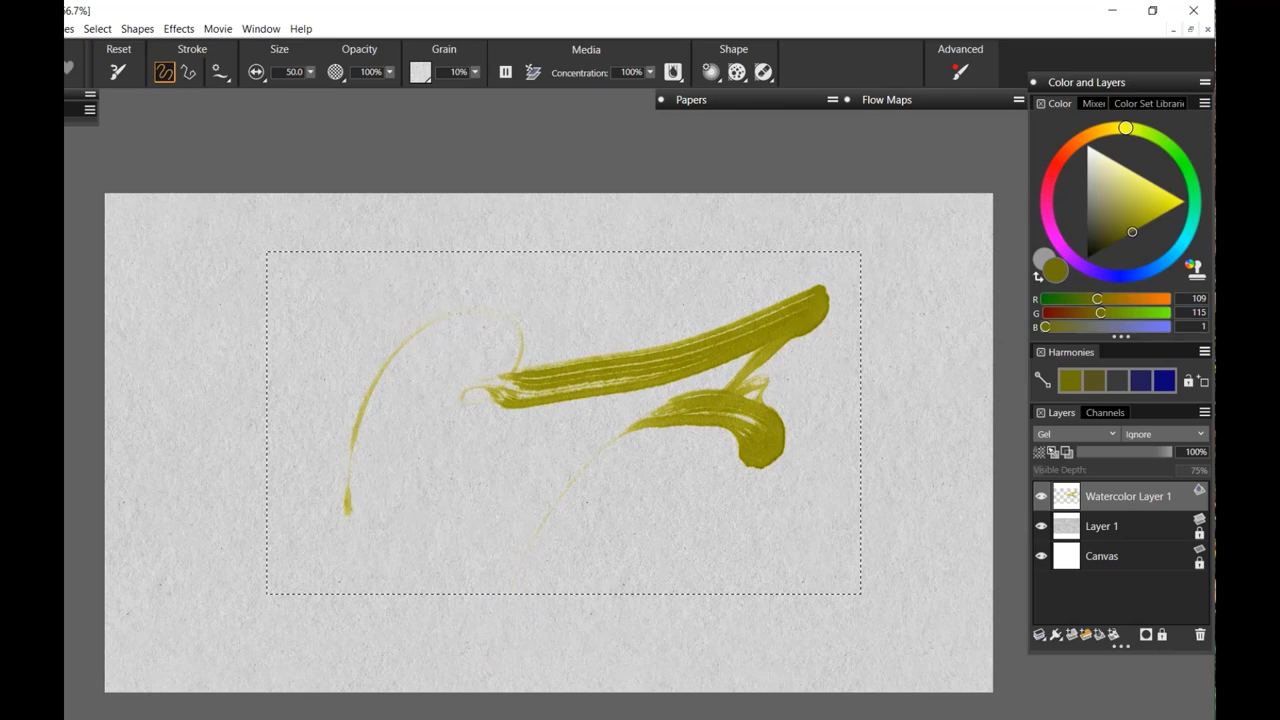 56.7%]
es Select Shapes Effects Movie Window Help
Reset Stroke Size Opacity Grain Media Shape Advanced
50.0 100% 10% Concentration: 100%
Papers Flow Maps
Color and Layers
Color Mixer Color Set Librari
R 109
G 115
B 1
Harmonies
Layers Channels
Gel Ignore
100%
Visible Depth: 75%
Watercolor Layer 1
Layer 1
Canvas